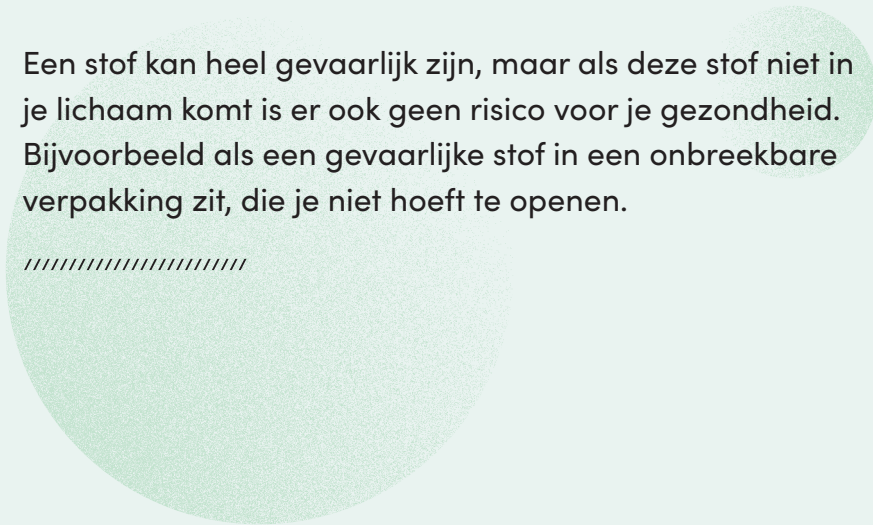 Een stof kan heel gevaarlijk zijn, maar als deze stof niet in
je lichaam komt is er ook geen risico voor je gezondheid.
Bijvoorbeeld als een gevaarlijke stof in een onbreekbare
verpakking zit, die je niet hoeft te openen.
/////////////////////////